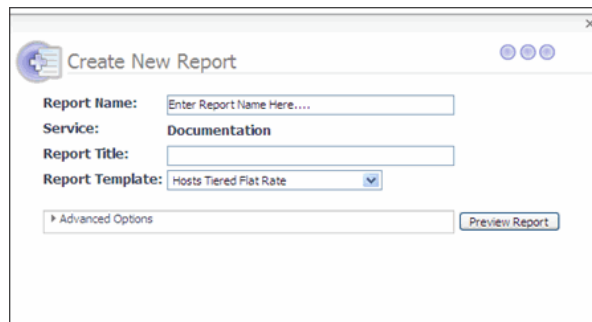 Create New Report
Report Name: Enter Report Name Here....
Service: Documentation
Report Title:
Report Template: Hosts Tiered Flat Rate
Advanced Options Preview Report